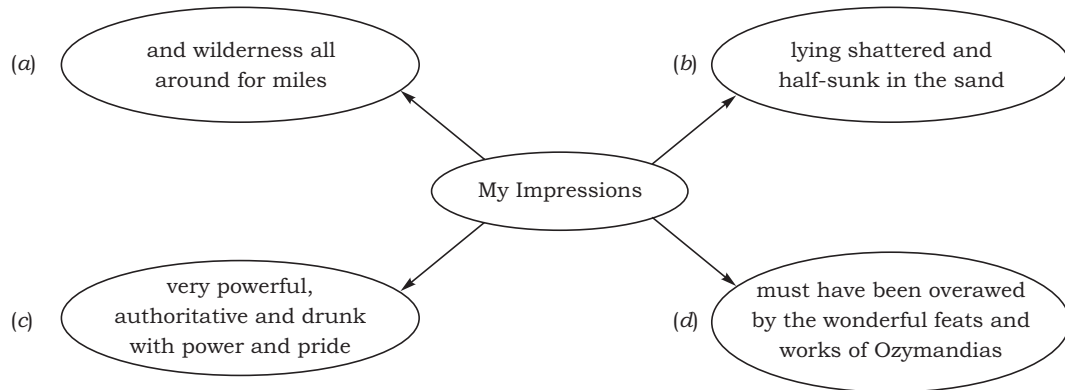 (a)
and wilderness all
around for miles
(b)
lying shattered and
half-sunk in the sand
My Impressions
(c)
very powerful,
authoritative and drunk
with power and pride
(d)
must have been overawed
by the wonderful feats and
works of Ozymandias